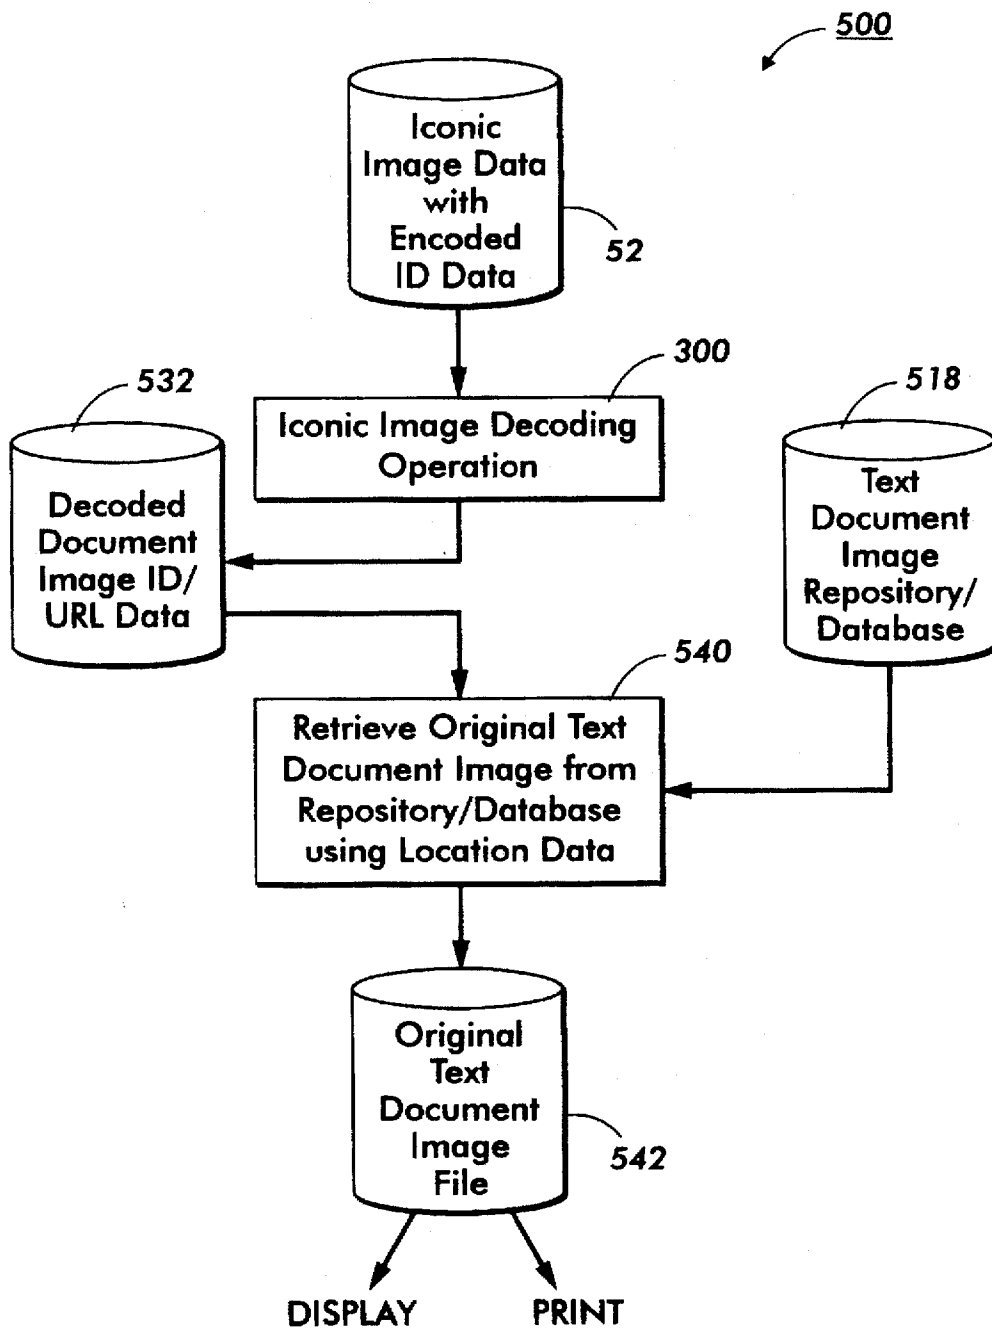 500
Iconic
Image Data
with
Encoded
ID Data
52
300
Iconic Image Decoding
Operation
532
Decoded
Document
Image ID/
URL Data
518
Text
Document
Image
Repository/
Database
540
Retrieve Original Text
Document Image from
Repository/Database
using Location Data
Original
Text
Document
Image
File
542
DISPLAY
PRINT